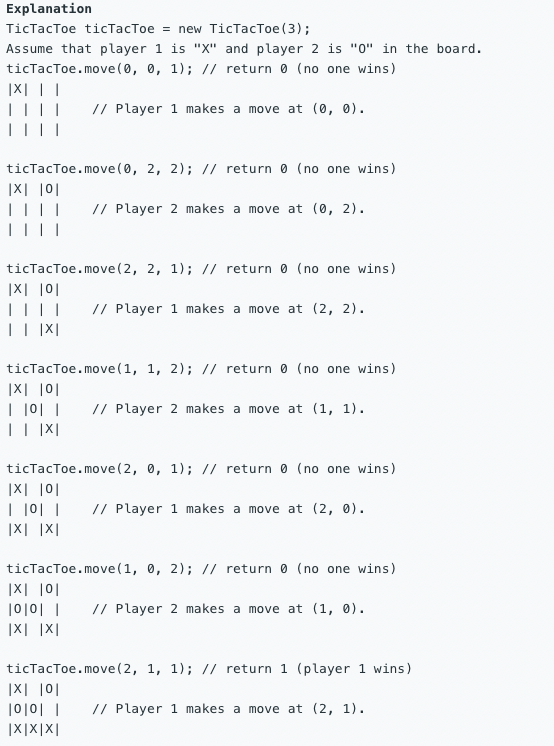 Explanation
TicTacToe ticTacToe = new TicTacToe(3);
Assume that player 1 is "X" and player 2 is "O" in the board.
ticTacToe.move(0, 0, 1); // return 0 (no one wins)
|X| | |
| | | |    // Player 1 makes a move at (0, 0).
| | | |

ticTacToe.move(0, 2, 2); // return 0 (no one wins)
|X| |O|
| | | |    // Player 2 makes a move at (0, 2).
| | | |

ticTacToe.move(2, 2, 1); // return 0 (no one wins)
|X| |O|
| | | |    // Player 1 makes a move at (2, 2).
| | |X|

ticTacToe.move(1, 1, 2); // return 0 (no one wins)
|X| |O|
| |O| |    // Player 2 makes a move at (1, 1).
| | |X|

ticTacToe.move(2, 0, 1); // return 0 (no one wins)
|X| |O|
| |O| |    // Player 1 makes a move at (2, 0).
|X| |X|

ticTacToe.move(1, 0, 2); // return 0 (no one wins)
|X| |O|
|O|O| |    // Player 2 makes a move at (1, 0).
|X| |X|

ticTacToe.move(2, 1, 1); // return 1 (player 1 wins)
|X| |O|
|O|O| |    // Player 1 makes a move at (2, 1).
|X|X|X|